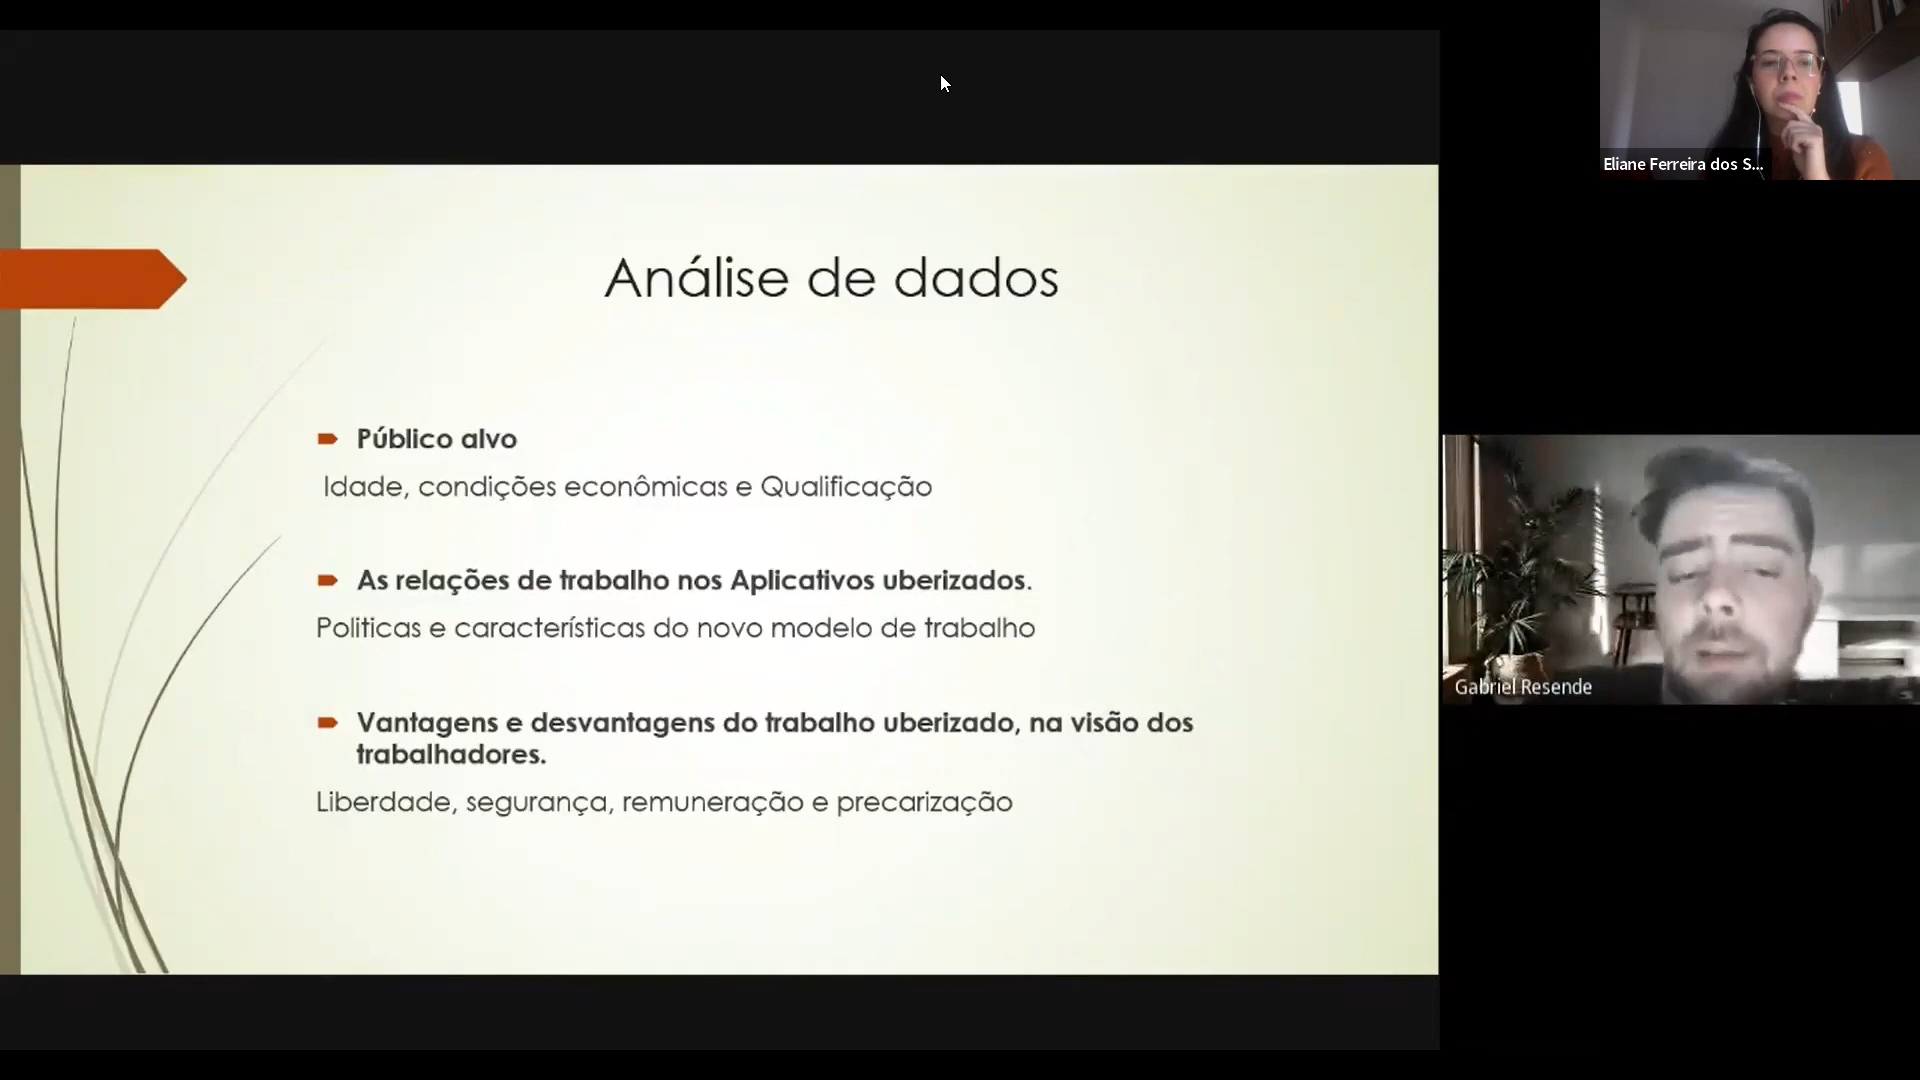 Análise de dados
Público alvo
Idade, condições econômicas e Qualificação
As relações de trabalho nos Aplicativos uberizados.
Politicas e características do novo modelo de trabalho
Vantagens e desvantagens do trabalho uberizado, na visão dos
trabalhadores.
Liberdade, segurança, remuneração e precarização
Eliane Ferreira dos S...
Gabriel Resende